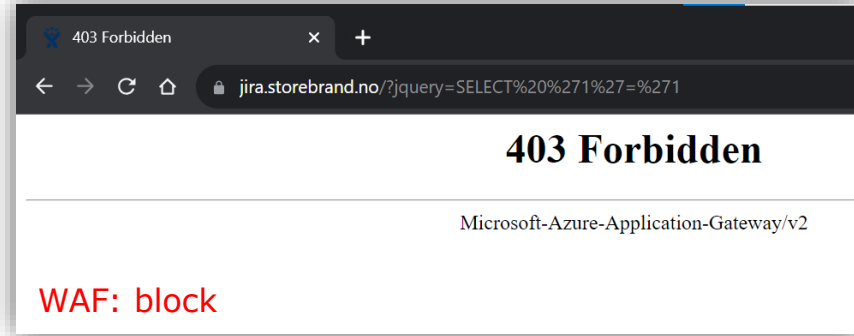 403 Forbidden
jira.storebrand.no/?jquery=SELECT%20%271%27=%271
403 Forbidden
Microsoft-Azure-Application-Gateway/v2
WAF: block